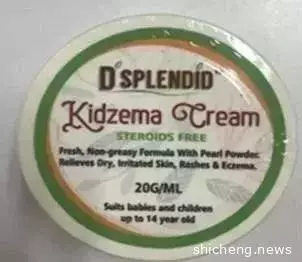 D'SPLENDID
Kidzema Cream
STEROIDS FREE
Fresh, Non-greasy Formula With Pearl Powder.
Relieves Dry, Irritated Skin, Rashes & Eczema.
20G/ML
Suits babies and children
up to 14 year old
shicheng.news